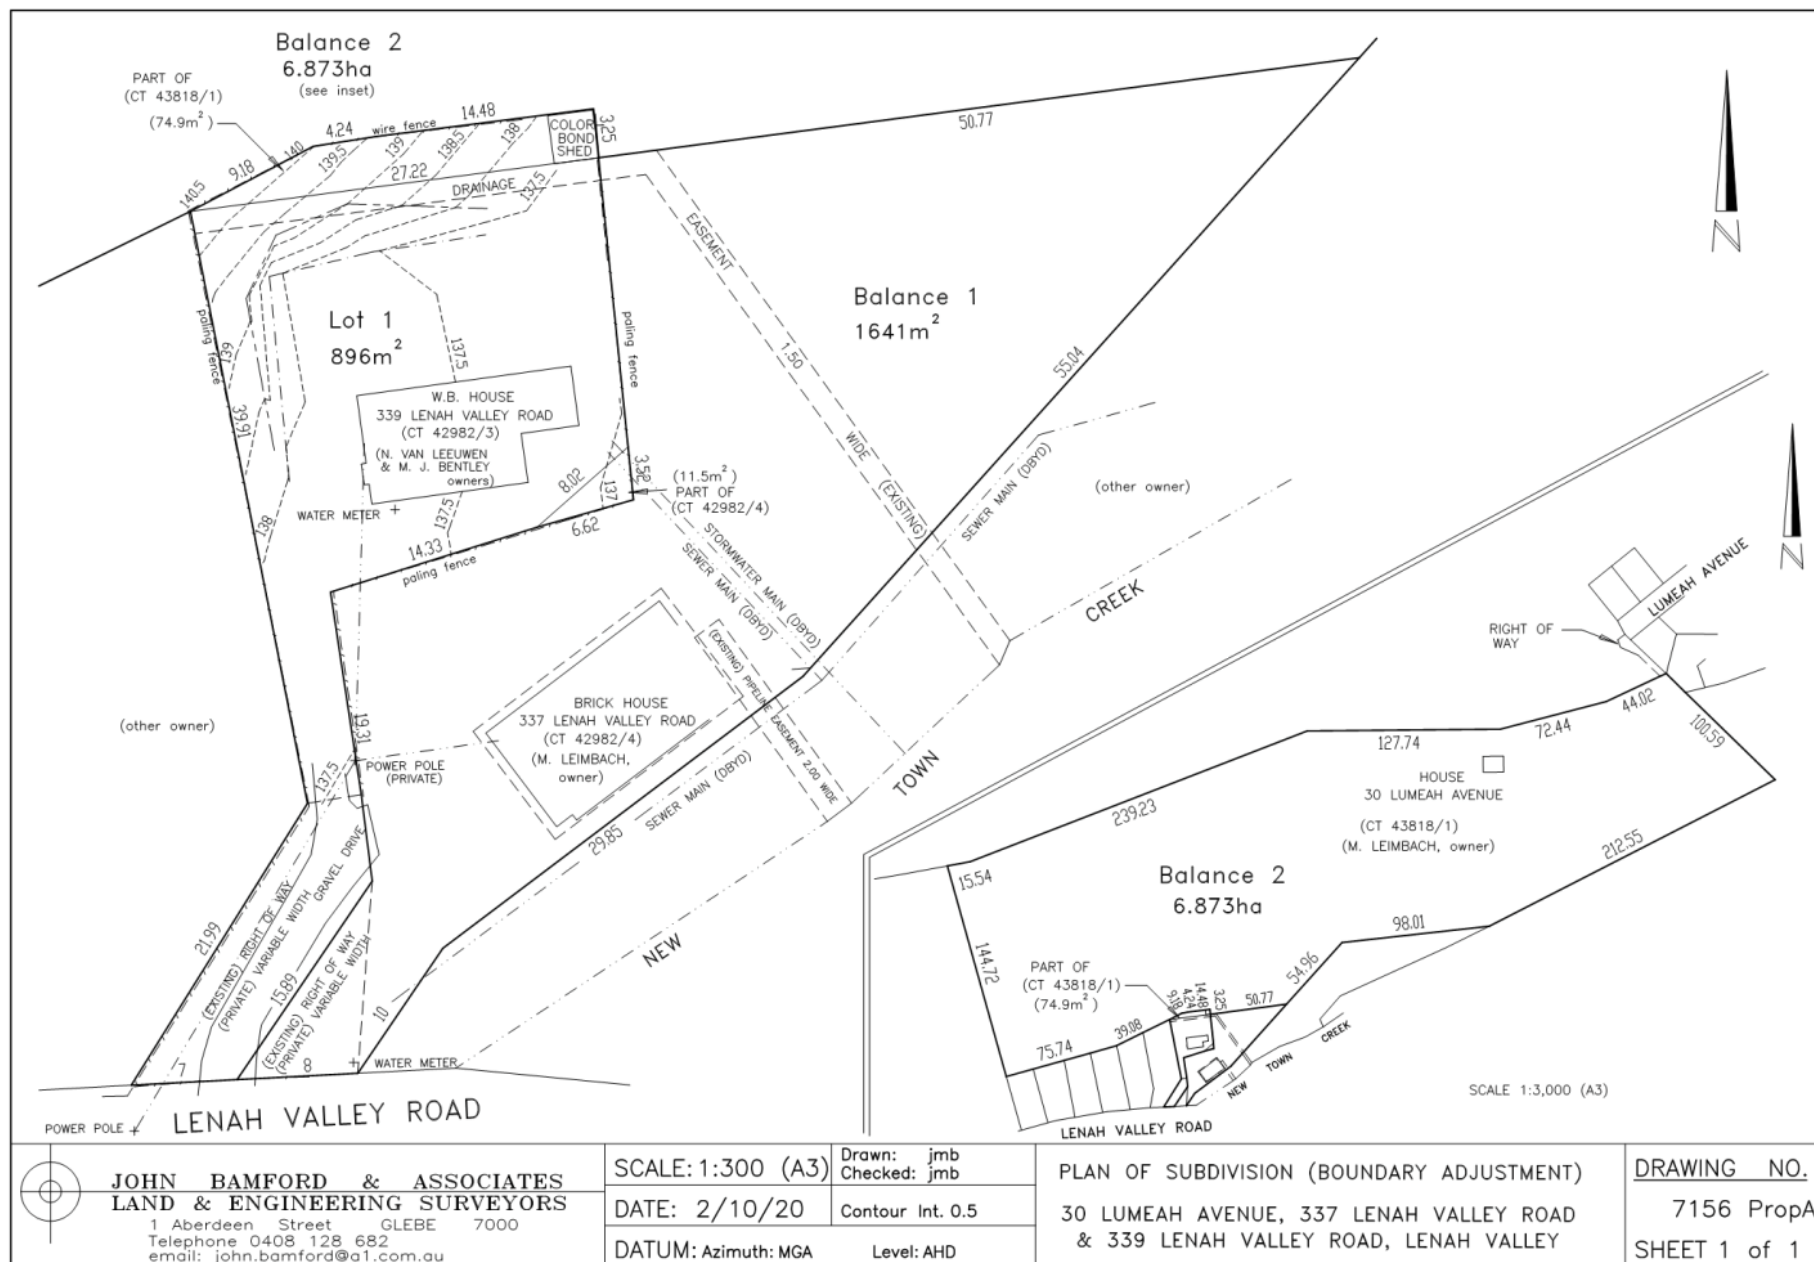 Balance 2
6.873ha
(see inset)
PART OF
(CT 43818/1)
(74.9m²)
140.5
9.18
140
4.24
wire fence
14.48
139.5
139
138.5
138
COLOR
BOND
SHED
3.25
27.22
DRAINAGE
137.5
50.77
EASEMENT
1.50
WIDE
(EXISTING)
Balance 1
1641m²
55.04
Lot 1
896m²
paling fence
139
39.91
138
137.5
paling fence
W.B. HOUSE
339 LENAH VALLEY ROAD
(CT 42982/3)
(N. VAN LEEUWEN
& M. J. BENTLEY
owners)
WATER METER
137.5
8.02
137
3.52
(11.5m²)
PART OF
(CT 42982/4)
6.62
14.33
paling fence
STORMWATER MAIN (DBYD)
SEWER MAIN (DBYD)
SEWER MAIN (DBYD)
(other owner)
(EXISTING) PIPELINE EASEMENT 2.00 WIDE
BRICK HOUSE
337 LENAH VALLEY ROAD
(CT 42982/4)
(M. LEIMBACH,
owner)
(other owner)
19.31
POWER POLE
(PRIVATE)
137.5
29.85
SEWER MAIN (DBYD)
NEW
TOWN
CREEK
21.99
(EXISTING) RIGHT OF WAY
(PRIVATE) VARIABLE WIDTH
GRAVEL DRIVE
15.89
(EXISTING) RIGHT OF WAY
(PRIVATE) VARIABLE WIDTH
10
7
8
WATER METER
POWER POLE
LENAH VALLEY ROAD
N
N
LUMEAH AVENUE
RIGHT OF
WAY
44.02
72.44
127.74
100.59
239.23
HOUSE
30 LUMEAH AVENUE
(CT 43818/1)
(M. LEIMBACH, owner)
212.55
15.54
Balance 2
6.873ha
144.72
98.01
54.96
PART OF
(CT 43818/1)
(74.9m²)
9.18
4.24
14.48
3.25
50.77
39.08
75.74
NEW
TOWN
CREEK
LENAH VALLEY ROAD
SCALE 1:3,000 (A3)
JOHN BAMFORD & ASSOCIATES
LAND & ENGINEERING SURVEYORS
1 Aberdeen Street GLEBE 7000
Telephone 0408 128 682
email: john.bamford@a1.com.au
SCALE: 1:300 (A3)
Drawn: jmb
Checked: jmb
DATE: 2/10/20
Contour Int. 0.5
DATUM: Azimuth: MGA Level: AHD
PLAN OF SUBDIVISION (BOUNDARY ADJUSTMENT)
30 LUMEAH AVENUE, 337 LENAH VALLEY ROAD
& 339 LENAH VALLEY ROAD, LENAH VALLEY
DRAWING NO.
7156 PropA
SHEET 1 of 1